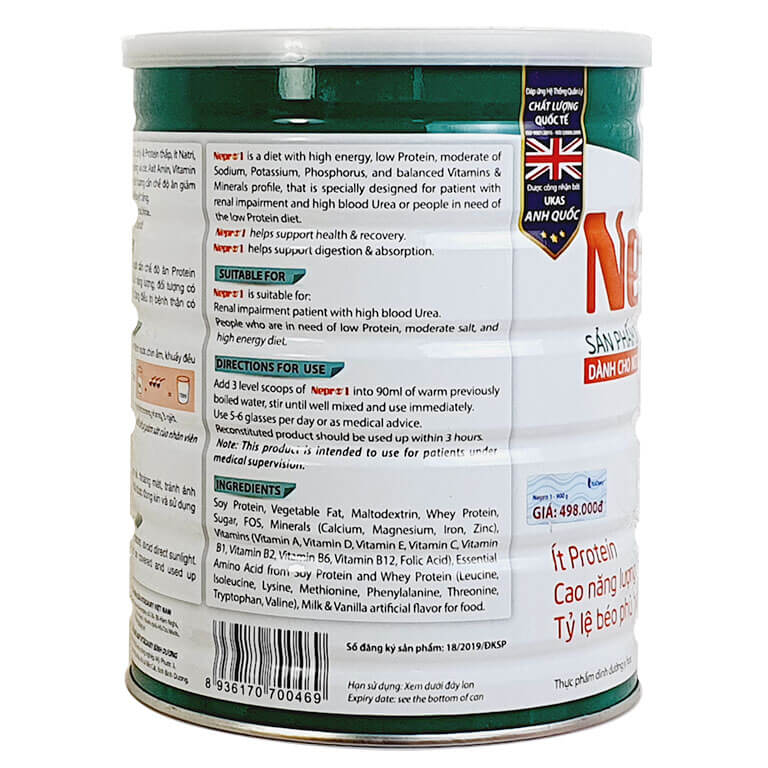 & Protein thấp, ít Natri,
Nepro 1 is a diet with high energy, low Protein, moderate of
Sodium, Potassium, Phosphorus, and balanced Vitamins &
Minerals profile, that is specially designed for patient with
renal impairment and high blood Urea or people in need of
the low Protein diet.
Nepro 1 helps support health & recovery.
Nepro 1 helps support digestion & absorption.
SUITABLE FOR
Nepro 1 is suitable for:
Renal impairment patient with high blood Urea.
People who are in need of low Protein, moderate salt, and
high energy diet.
DIRECTIONS FOR USE
Add 3 level scoops of Nepro 1 into 90ml of warm previously
boiled water, stir until well mixed and use immediately.
Use 5-6 glasses per day or as medical advice.
Reconstituted product should be used up within 3 hours.
Note: This product is intended to use for patients under
medical supervision.
INGREDIENTS
Soy Protein, Vegetable Fat, Maltodextrin, Whey Protein,
Sugar, FOS, Minerals (Calcium, Magnesium, Iron, Zinc),
Vitamins (Vitamin A, Vitamin D, Vitamin E, Vitamin C, Vitamin
B1, Vitamin B2, Vitamin B6, Vitamin B12, Folic Acid), Essential
Amino Acid from Soy Protein and Whey Protein (Leucine,
Isoleucine, Lysine, Methionine, Phenylalanine, Threonine,
Tryptophan, Valine), Milk & Vanilla artificial flavor for food.
8 936170 700469
Số đăng ký sản phẩm: 18/2019/ĐKSP
Hạn sử dụng: Xem dưới đáy lon
Expiry date: see the bottom of can
Đáp ứng Hệ Thống Quản Lý
CHẤT LƯỢNG
QUỐC TẾ
Được công nhận bởi
UKAS
ANH QUỐC
Ne
SẢN PHẨM
DÀNH CHO
Nepro 1 - 900 g
GIÁ: 498.000đ
Ít Protein
Cao năng lượng
Tỷ lệ béo phù
Thực phẩm dinh dưỡng y học